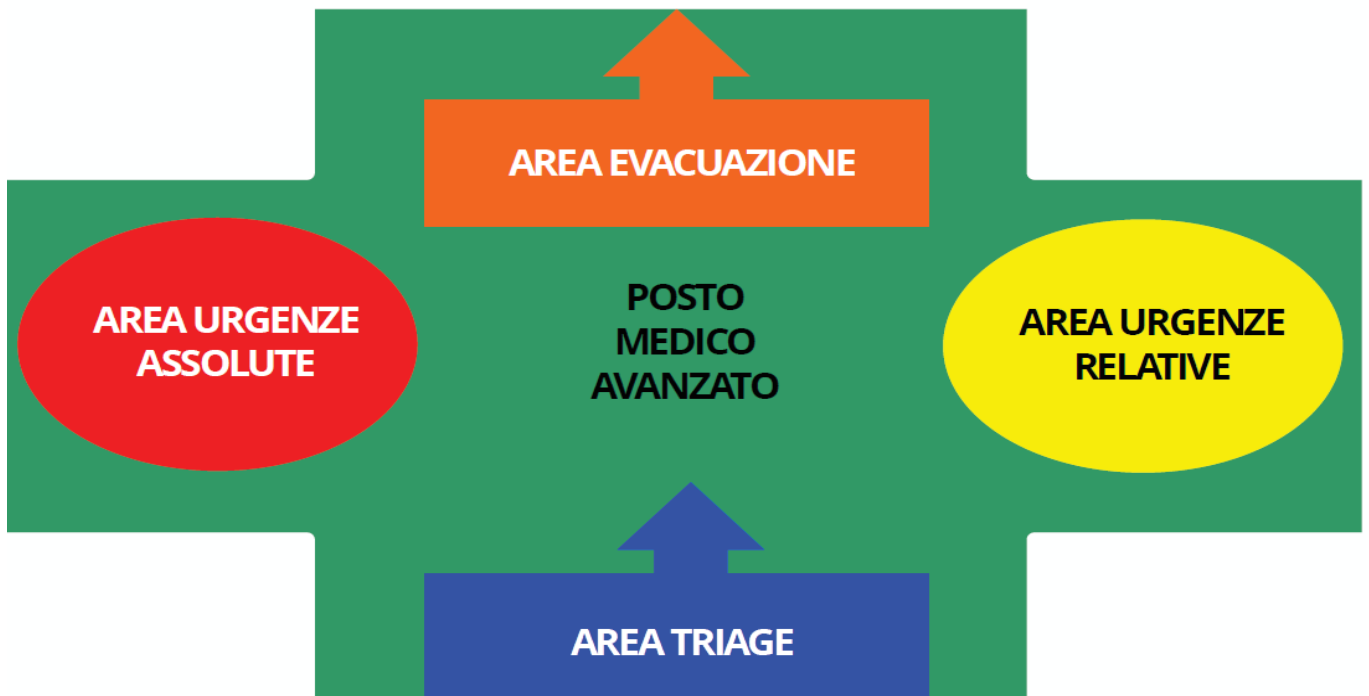 AREA EVACUAZIONE
AREA URGENZE
ASSOLUTE
POSTO
MEDICO
AVANZATO
AREA URGENZE
RELATIVE
AREA TRIAGE